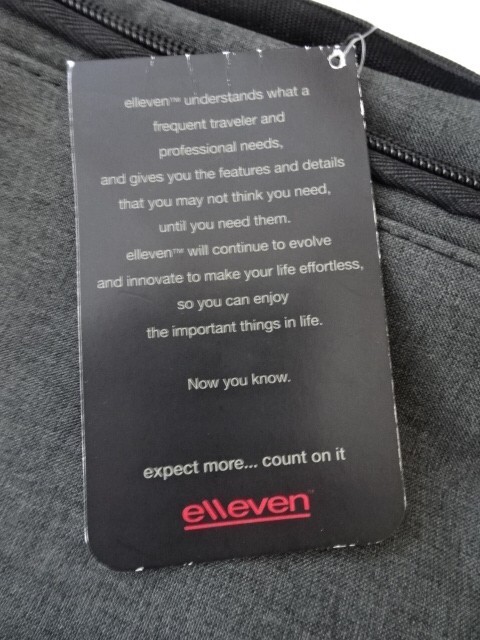 elleven™ understands what a
frequent traveler and
professional needs,
and gives you the features and details
that you may not think you need,
until you need them.
elleven™ will continue to evolve
and innovate to make your life effortless,
so you can enjoy
the important things in life.
Now you know.
expect more... count on it
elleven™